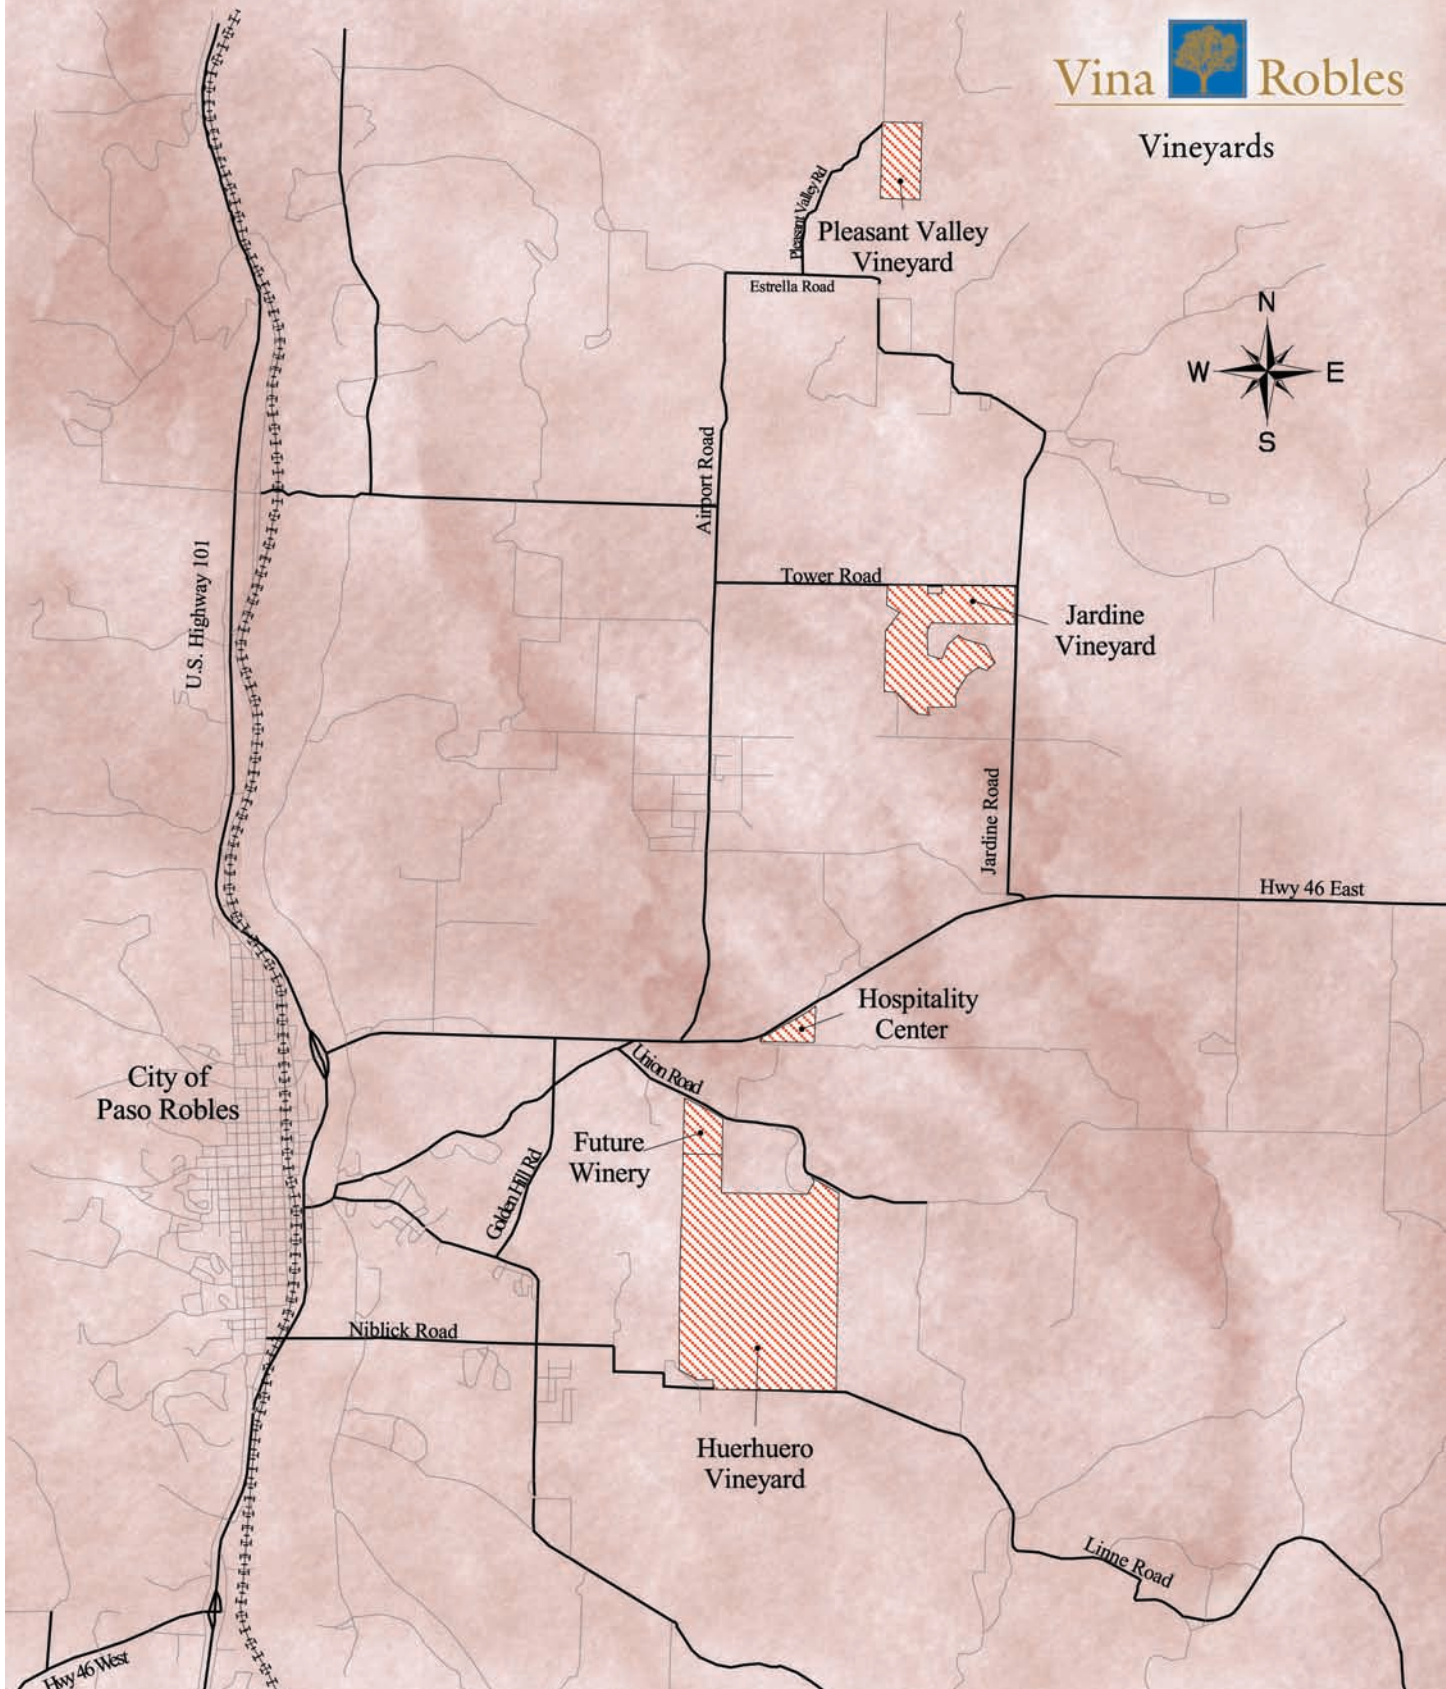 Vina Robles
Vineyards
Pleasant Valley Rd
Pleasant Valley
Vineyard
Estrella Road
N
W E
S
Airport Road
U.S. Highway 101
Tower Road
Jardine
Vineyard
Jardine Road
Hwy 46 East
Hospitality
Center
City of
Paso Robles
Union Road
Future
Winery
Golden Hill Rd
Niblick Road
Huerhuero
Vineyard
Linne Road
Hwy 46 West